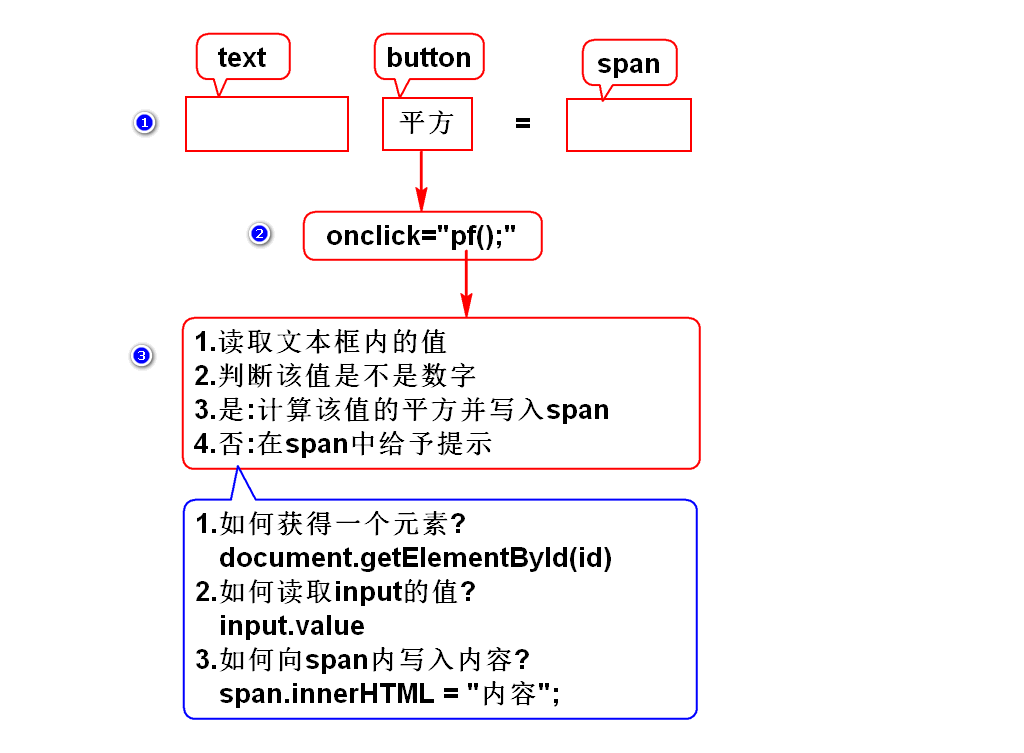 text
button
span
1
平方
=
2
onclick="pf();"
3
1.读取文本框内的值
2.判断该值是不是数字
3.是:计算该值的平方并写入span
4.否:在span中给予提示
1.如何获得一个元素?
document.getElementById(id)
2.如何读取input的值?
input.value
3.如何向span内写入内容?
span.innerHTML = "内容";